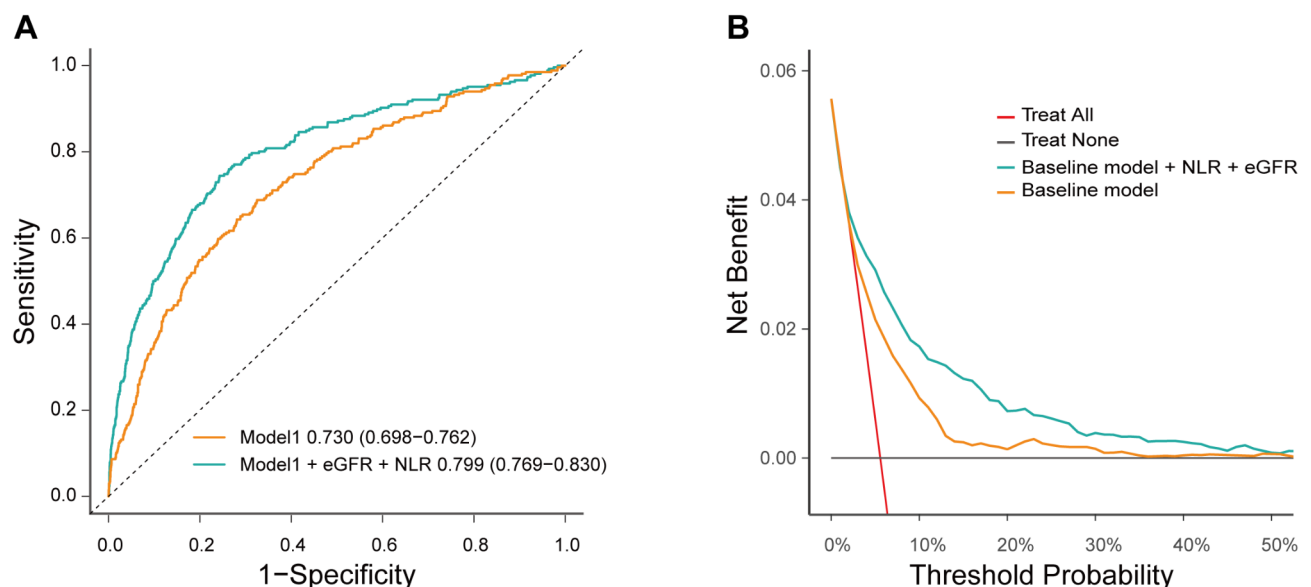 A
Sensitivity
1.0
0.8
0.6
0.4
0.2
0.0
Model1 0.730 (0.698−0.762)
Model1 + eGFR + NLR 0.799 (0.769−0.830)
0.0 0.2 0.4 0.6 0.8 1.0
1−Specificity
B
Net Benefit
0.06
0.04
0.02
0.00
Treat All
Treat None
Baseline model + NLR + eGFR
Baseline model
0% 10% 20% 30% 40% 50%
Threshold Probability